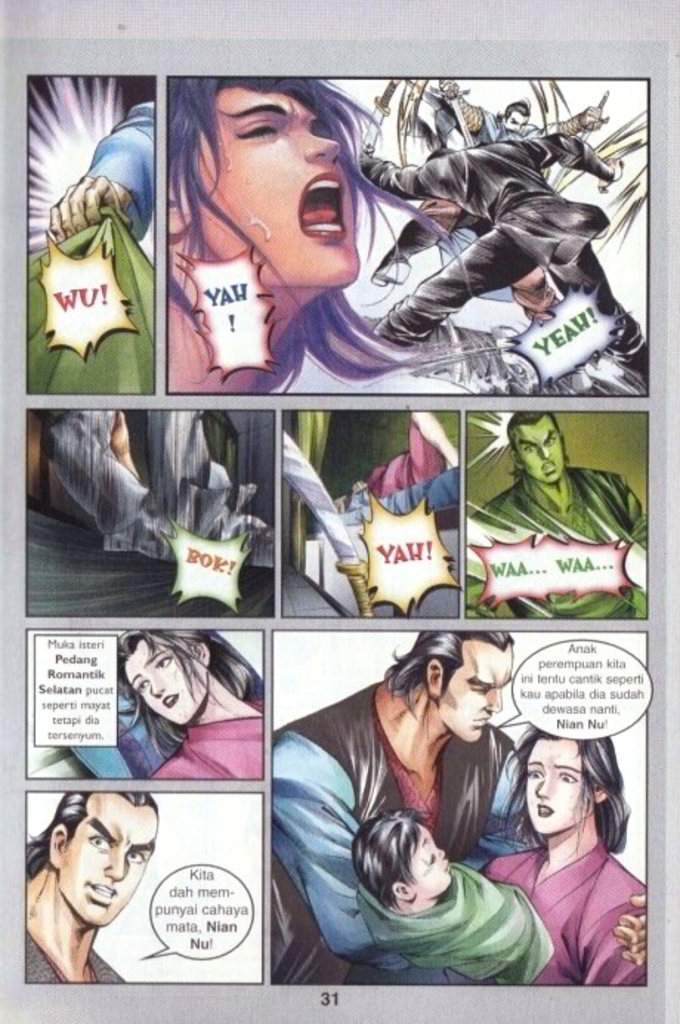 WU!
YAH
!
YEAH!
BOK!
YAH!
WAA... WAA...
Muka isteri
Pedang
Romantik
Selatan pucat
seperti mayat
tetapi dia
tersenyum.
Anak
perempuan kita
ini tentu cantik seperti
kau apabila dia sudah
dewasa nanti,
Nian Nu!
Kita
dah mem-
punyai cahaya
mata, Nian
Nu!
31